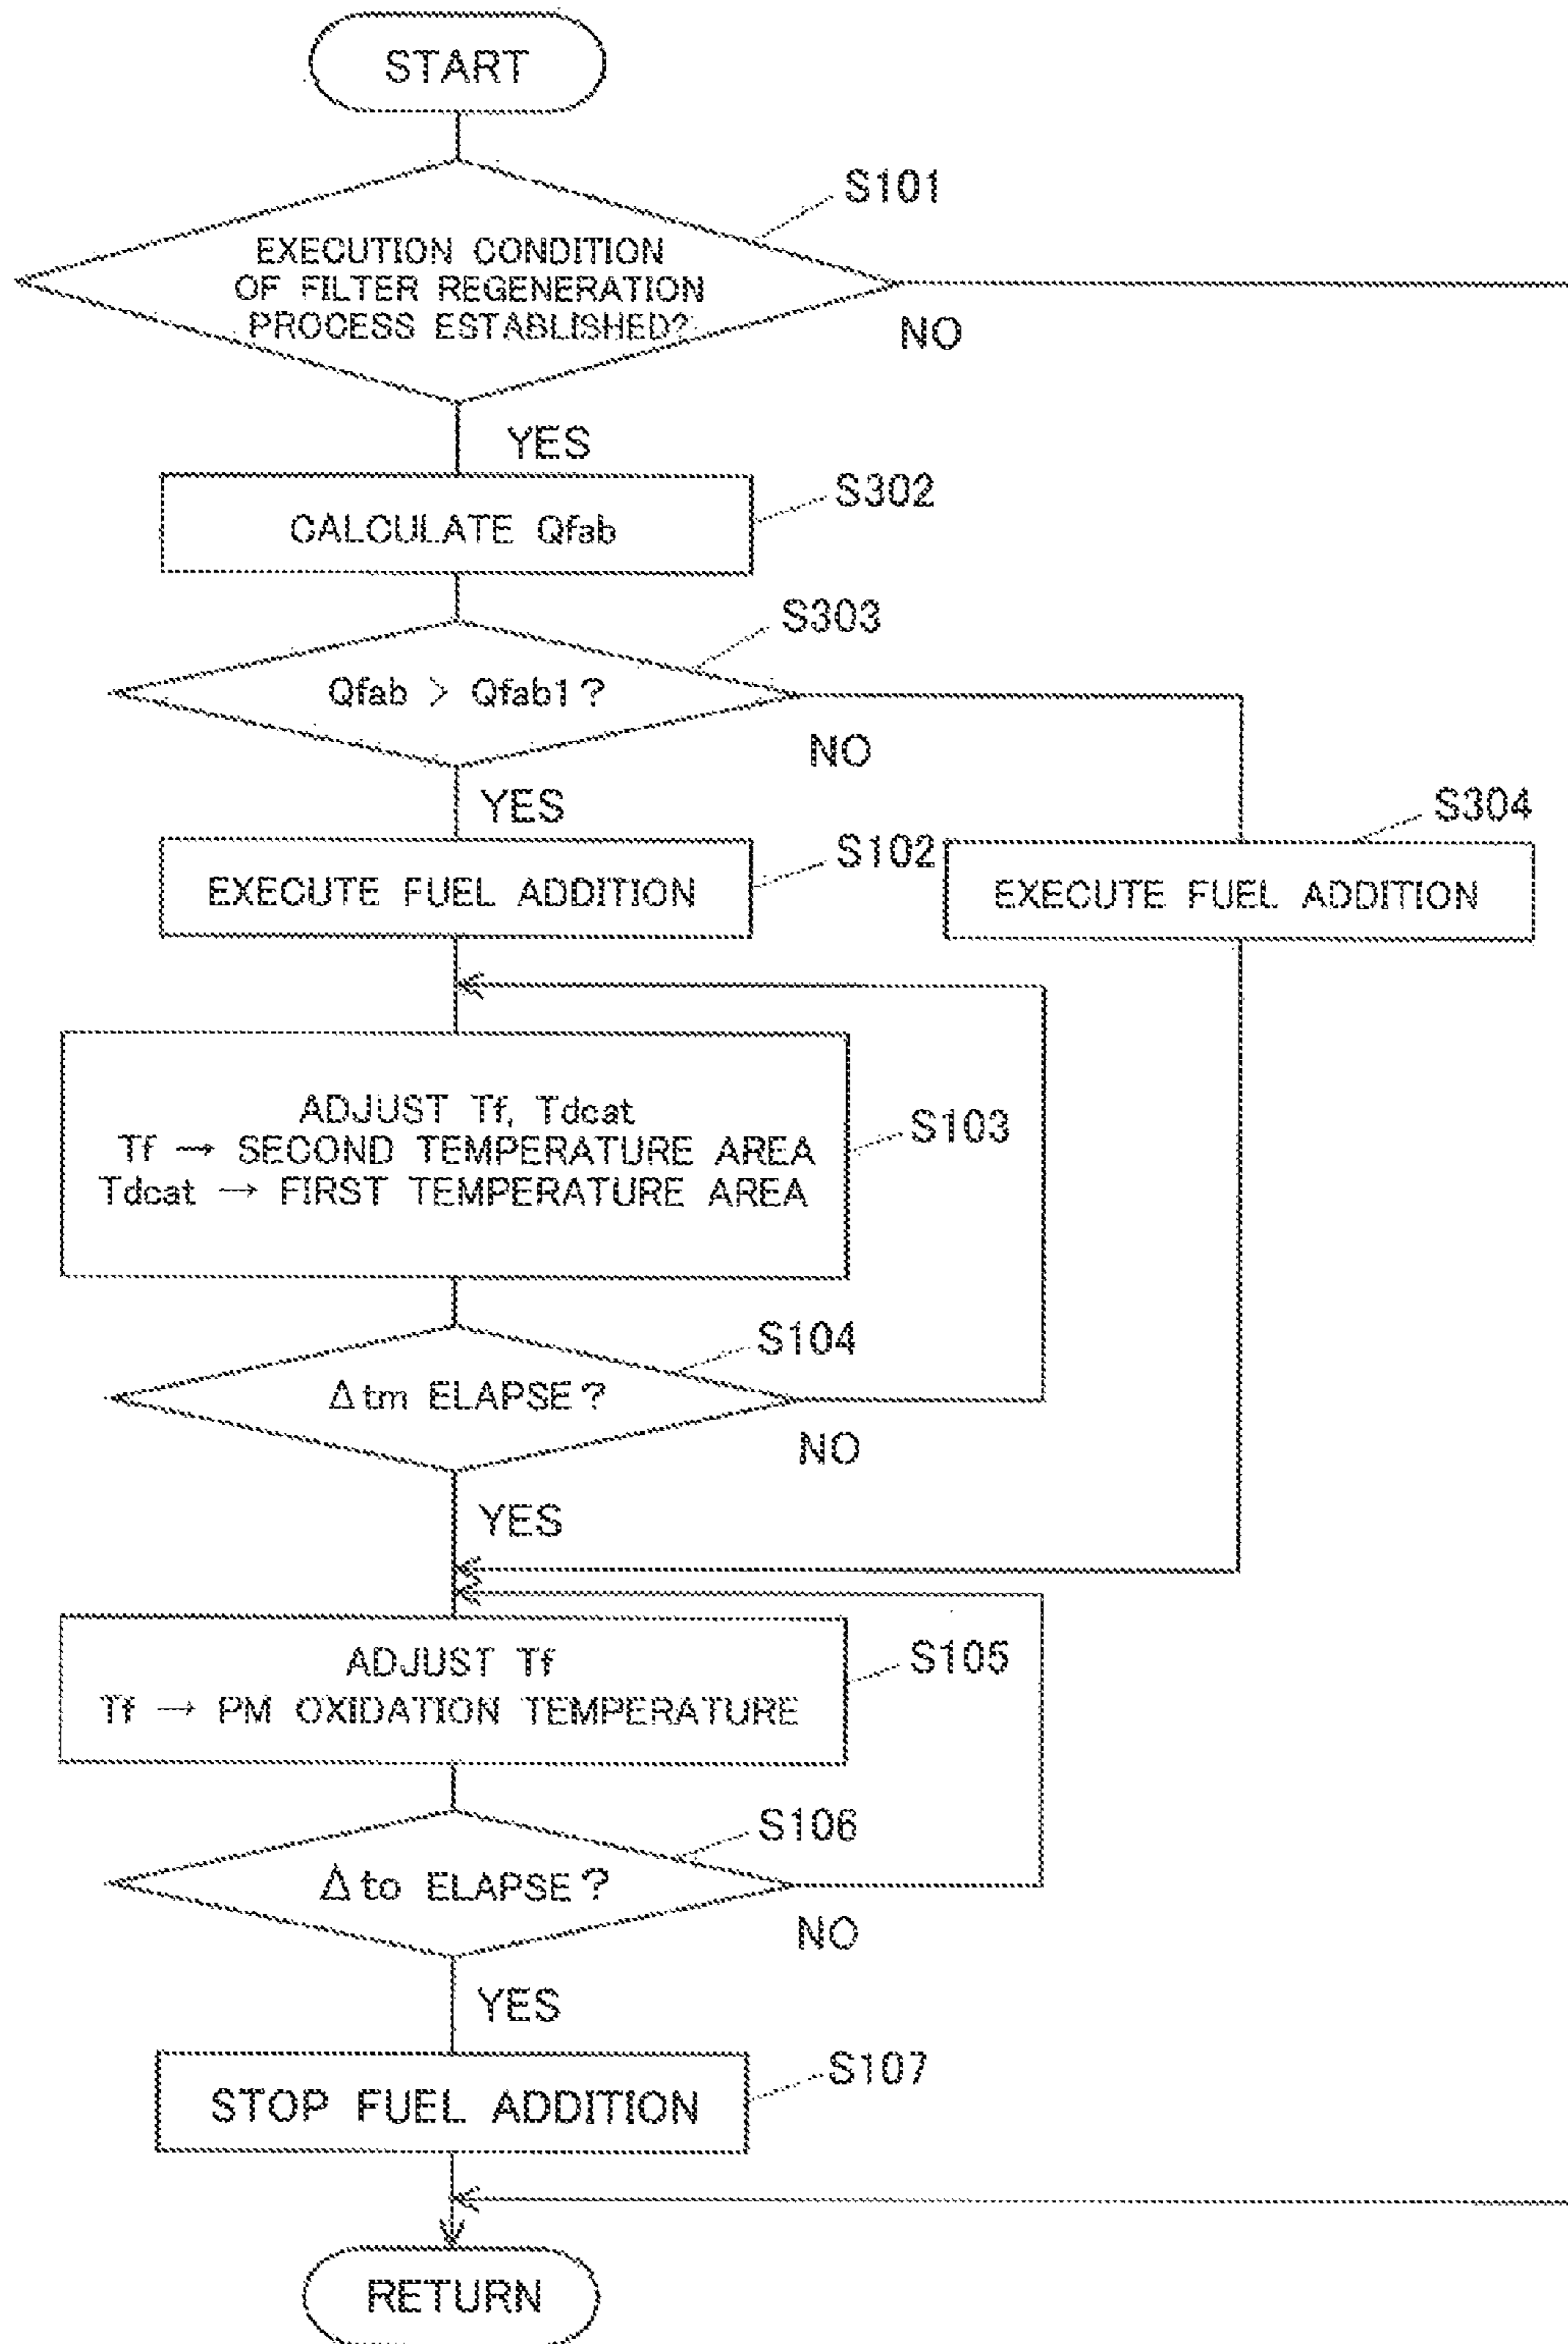 START
S101
EXECUTION CONDITION
OF FILTER REGENERATION
PROCESS ESTABLISHED?
NO
YES
S302
CALCULATE Qfab
S303
Qfab > Qfab1?
NO
YES
S304
S102
EXECUTE FUEL ADDITION
EXECUTE FUEL ADDITION
ADJUST Tf, Tdcat
Tf → SECOND TEMPERATURE AREA
Tdcat → FIRST TEMPERATURE AREA
S103
S104
Δtm ELAPSE?
NO
YES
ADJUST Tf
Tf → PM OXIDATION TEMPERATURE
S105
S106
Δto ELAPSE?
NO
YES
S107
STOP FUEL ADDITION
RETURN